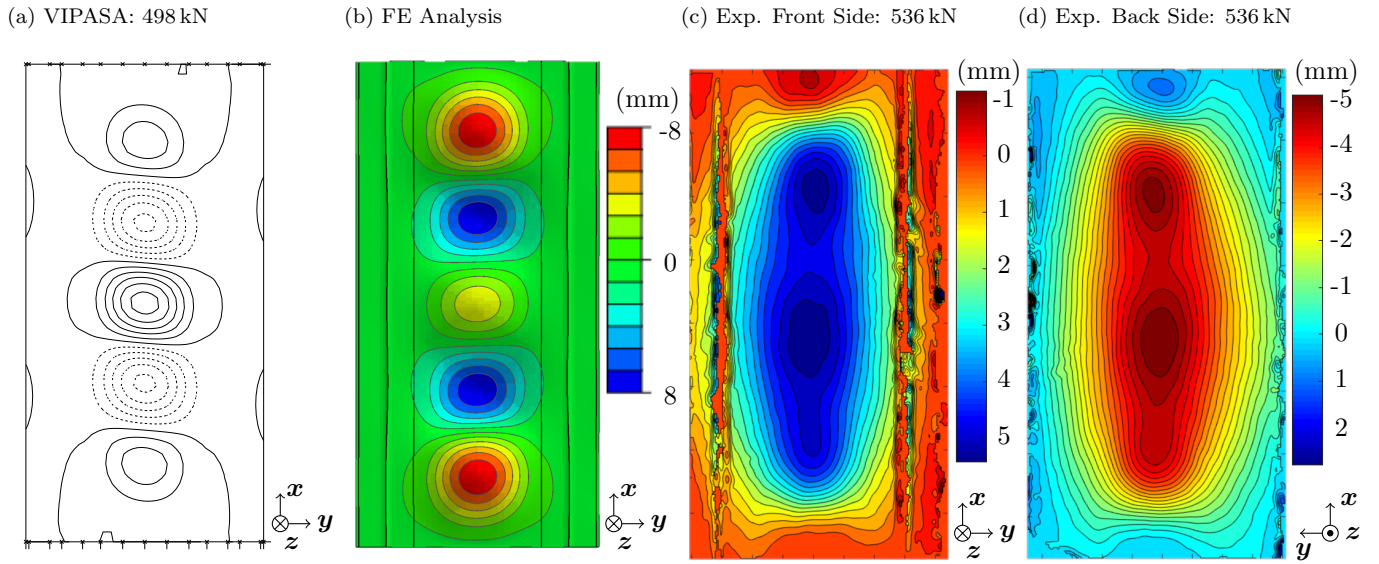 (a) VIPASA: 498 kN
(b) FE Analysis
(c) Exp. Front Side: 536 kN
(d) Exp. Back Side: 536 kN
(mm)
-8
0
8
(mm)
-1
0
1
2
3
4
5
(mm)
-5
-4
-3
-2
-1
0
1
2
x
y
z
x
y
z
x
y
z
x
y
z